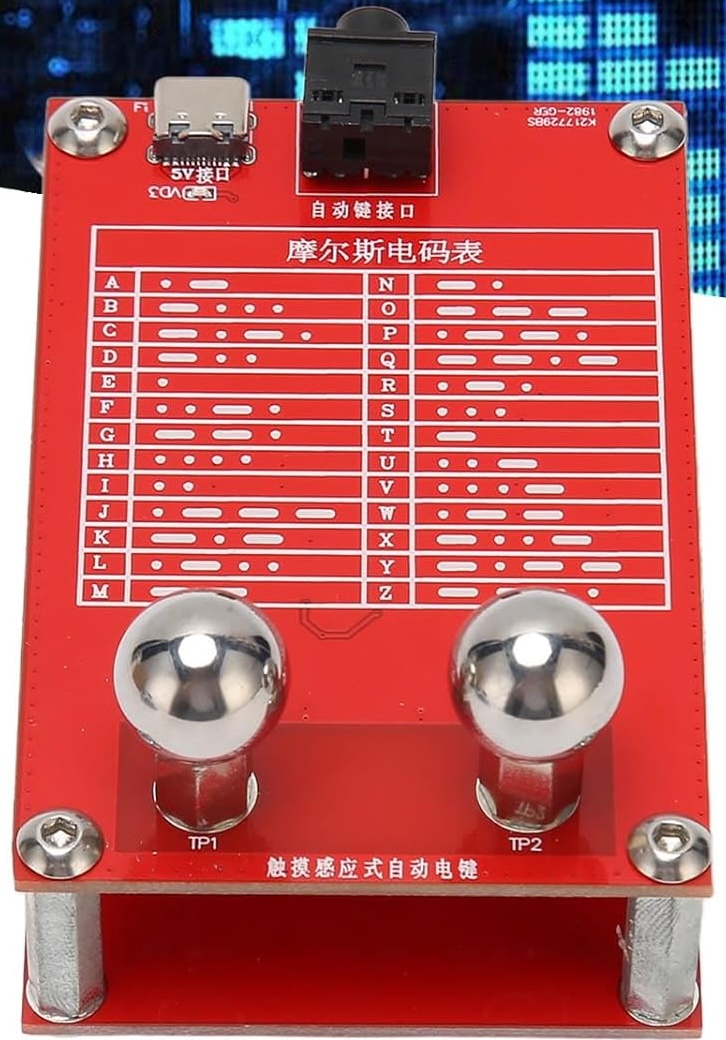 F1
K2177298S
1982-GER
5V接口
VD3
自动键接口
摩尔斯电码表
A • — N — •
B — • • • O — — —
C — • — • P • — — •
D — • • Q — — • —
E • R • — •
F • • — • S • • •
G — — • T —
H • • • • U • • —
I • • V • • • —
J • — — — W • — —
K — • — X — • • —
L • — • • Y — • — —
M Z
TP1 TP2
触摸感应式自动电键